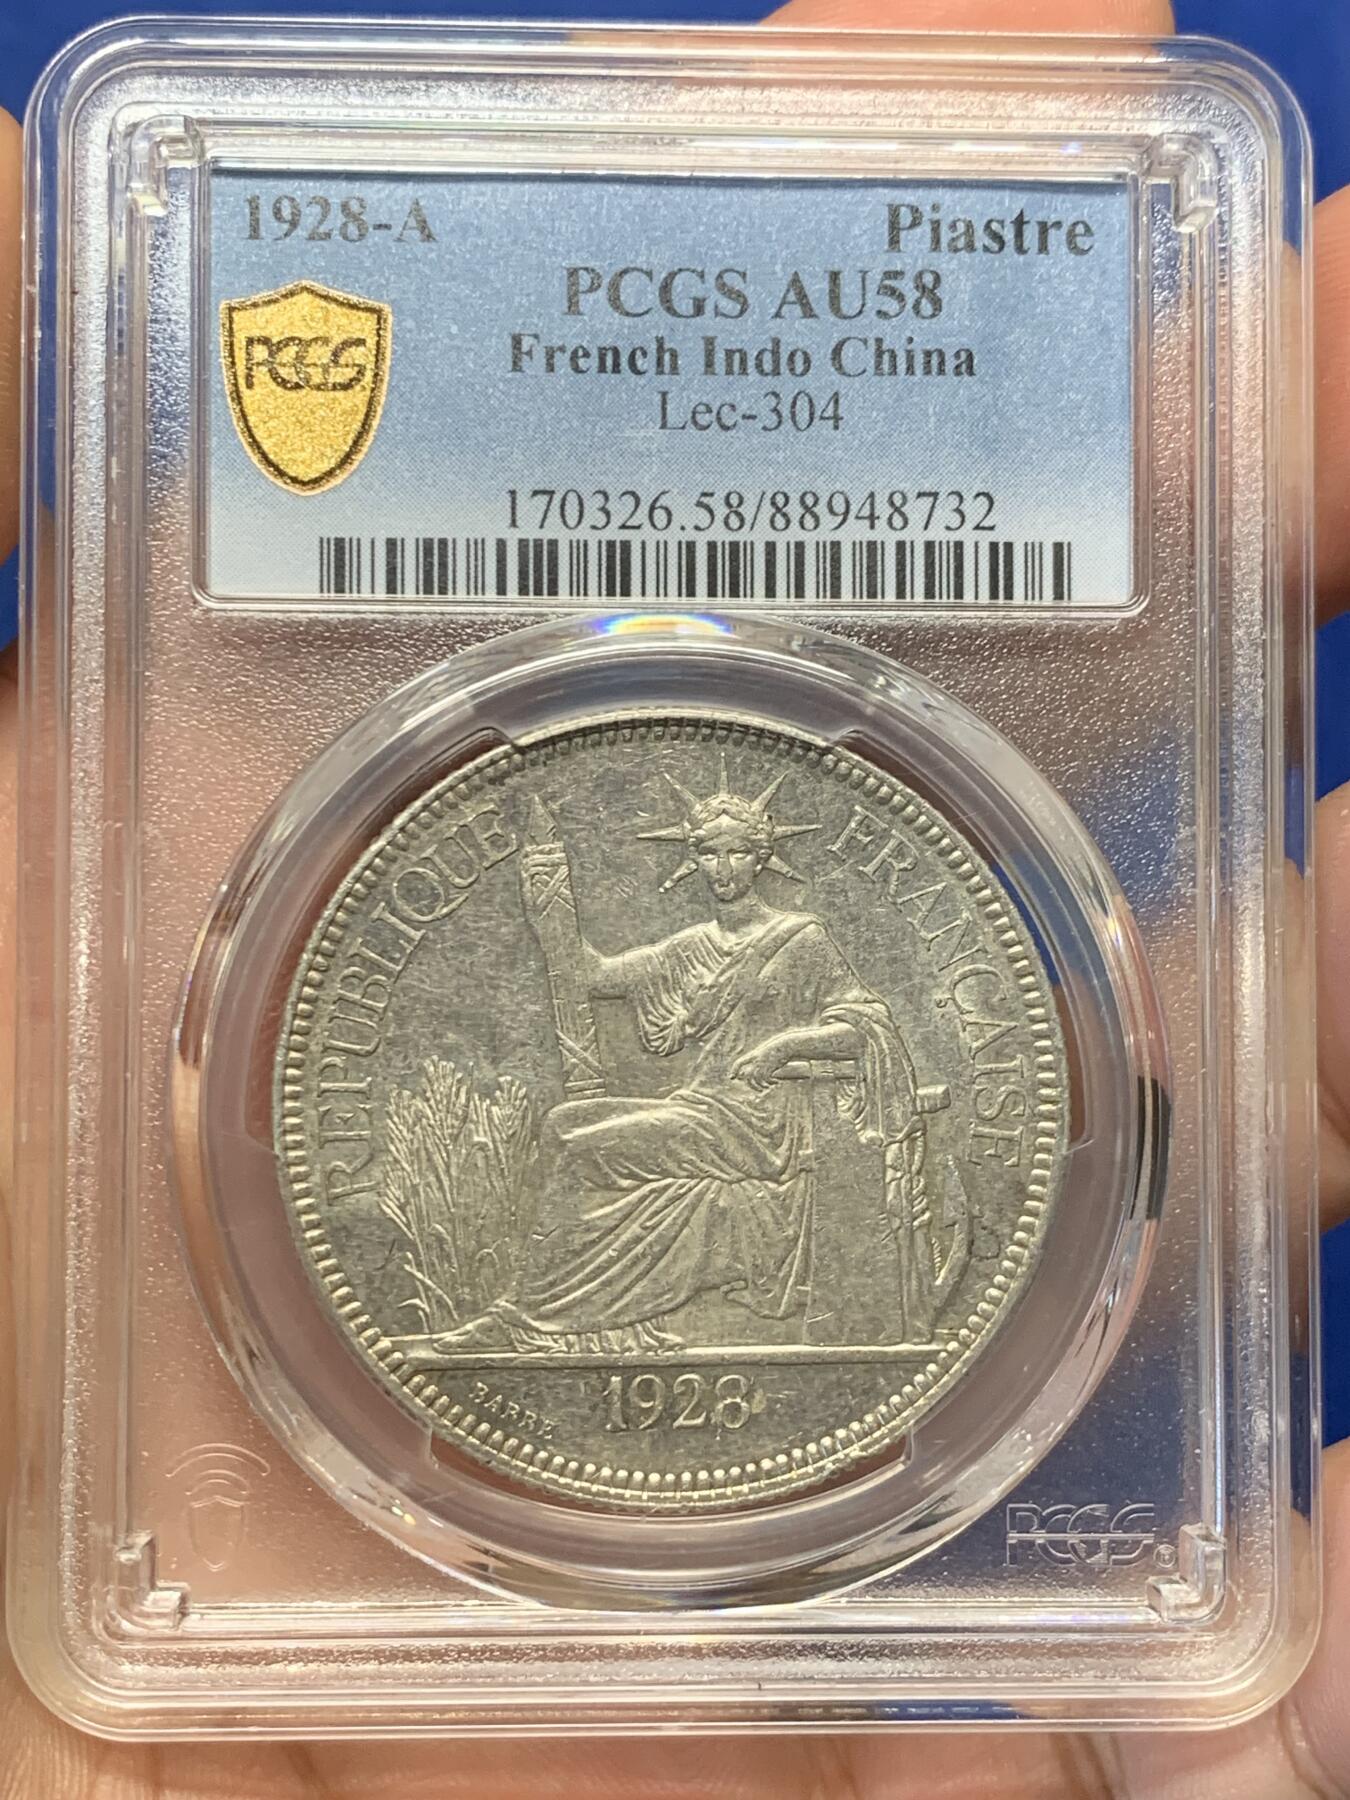 1928-A Piastre
PCGS AU58
PCGS
French Indo China
Lec-304
170326.58/88948732
REPUBLIQUE FRANÇAISE
BARRE
1928
PCGS